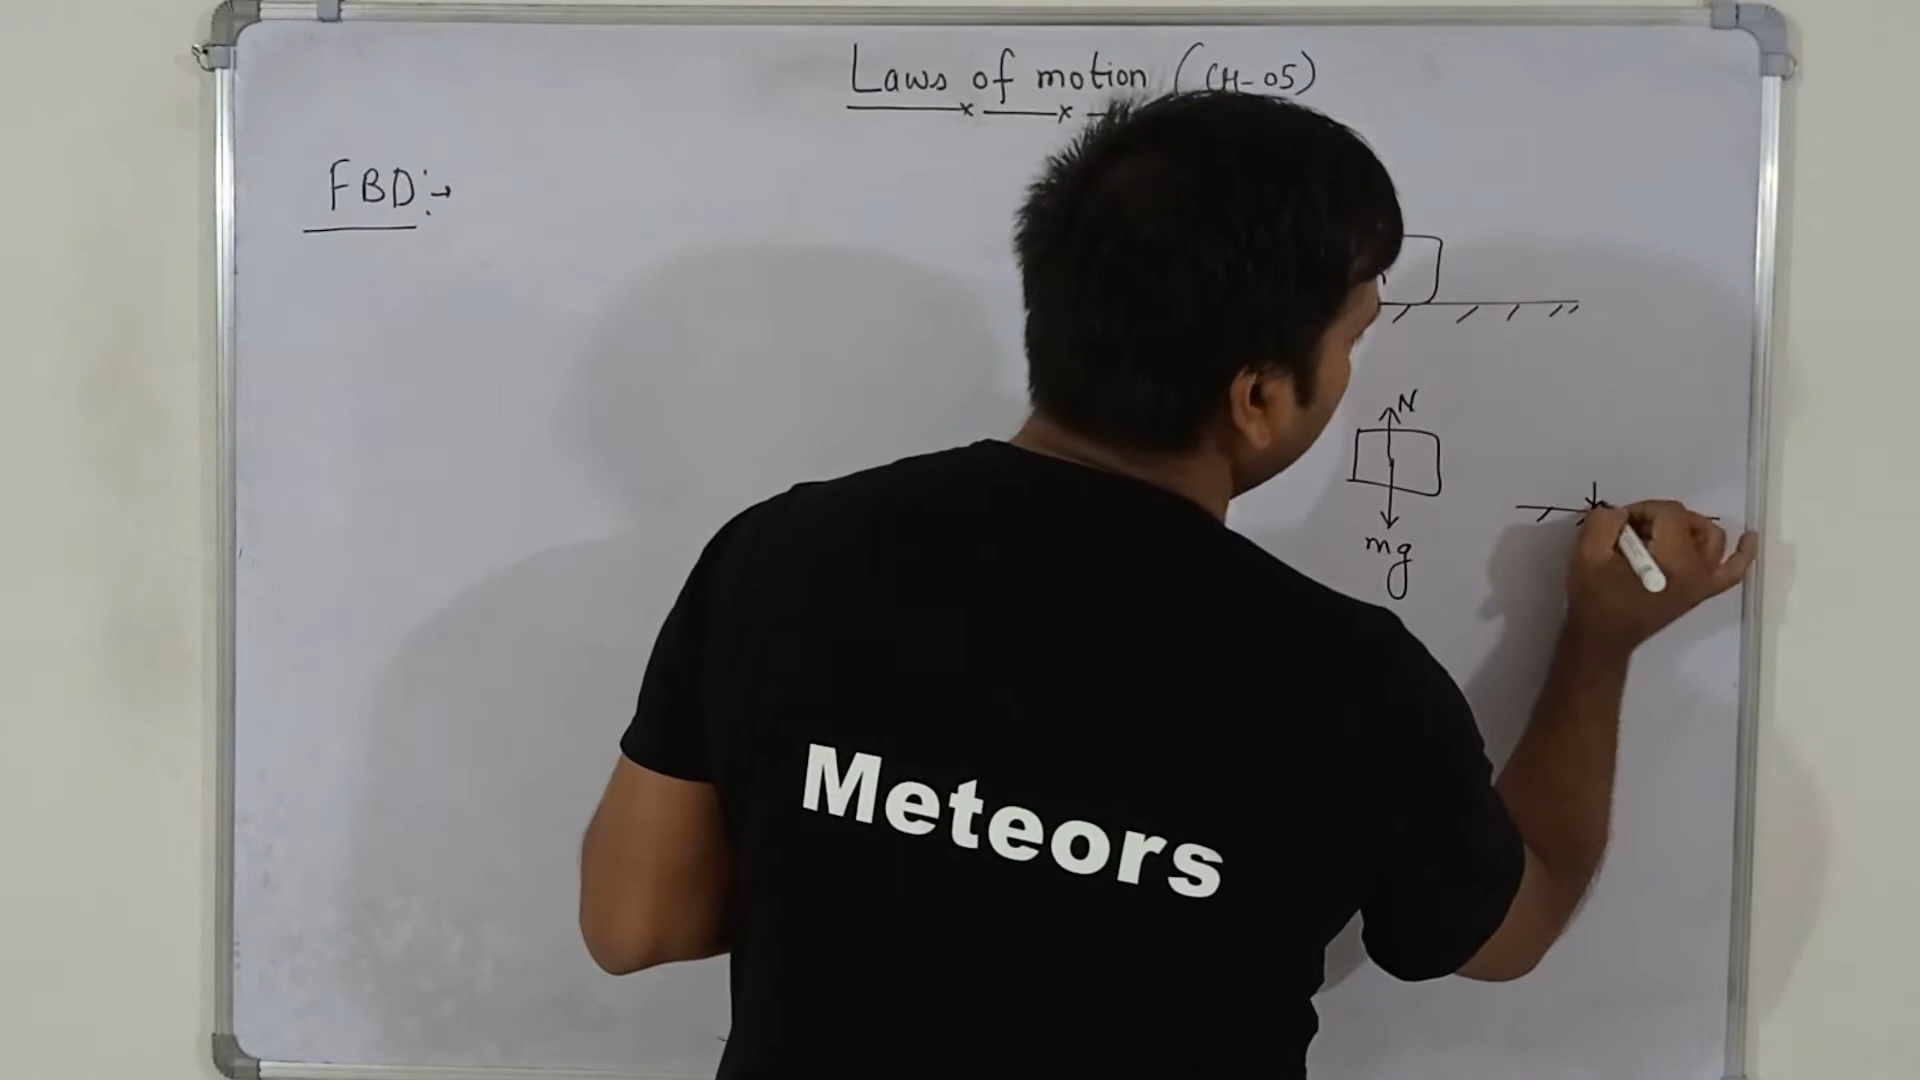 Laws of motion (CH-05)
FBD:→
N
mg
Meteors